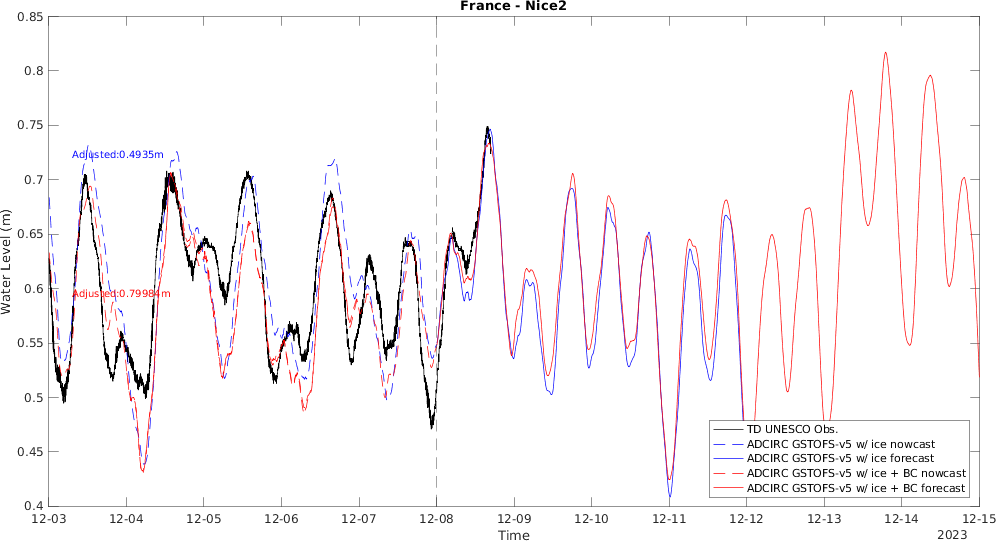 France - Nice2
0.85
0.8
0.75
0.7
0.65
0.6
0.55
0.5
0.45
0.4
Water Level (m)
Adjusted:0.4935m
Adjusted:0.79984m
TD UNESCO Obs.
ADCIRC GSTOFS-v5 w/ ice nowcast
ADCIRC GSTOFS-v5 w/ ice forecast
ADCIRC GSTOFS-v5 w/ ice + BC nowcast
ADCIRC GSTOFS-v5 w/ ice + BC forecast
12-03 12-04 12-05 12-06 12-07 12-08 12-09 12-10 12-11 12-12 12-13 12-14 12-15
Time
2023